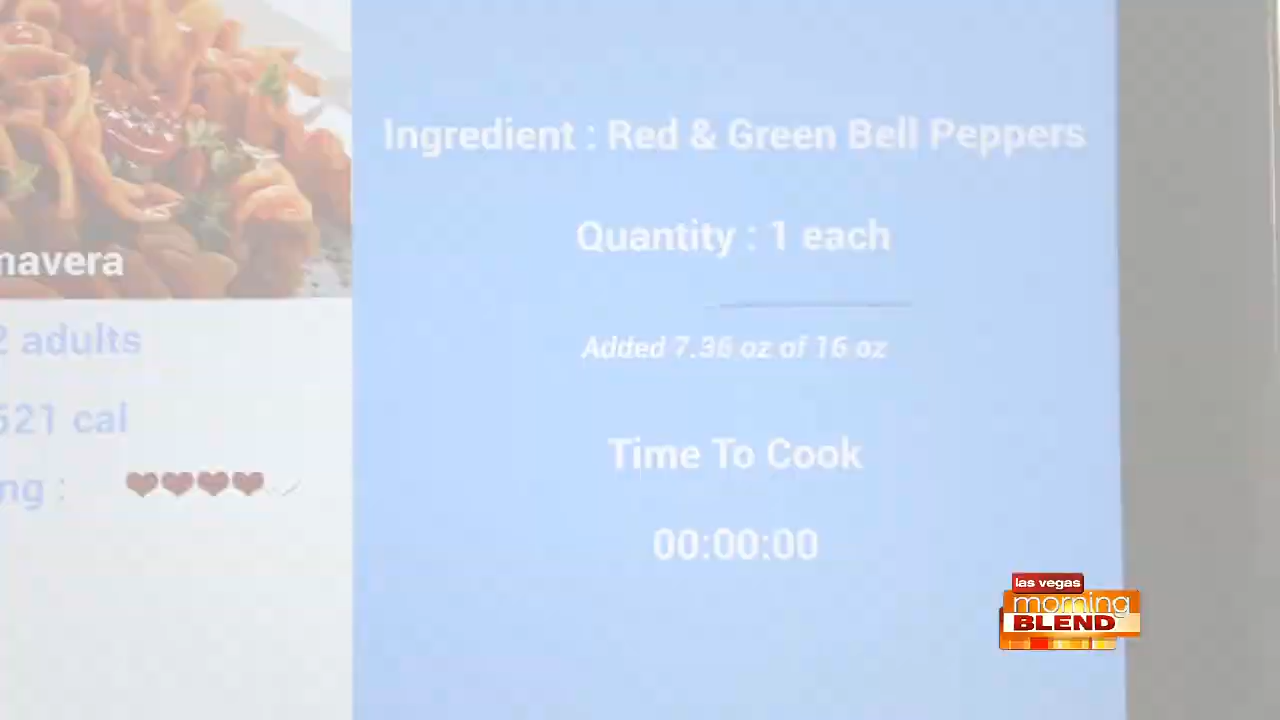 navera
2 adults
521 cal
ng :
Ingredient : Red & Green Bell Peppers
Quantity : 1 each
Added 7.36 oz of 16 oz
Time To Cook
00:00:00
las vegas
morning
BLEND